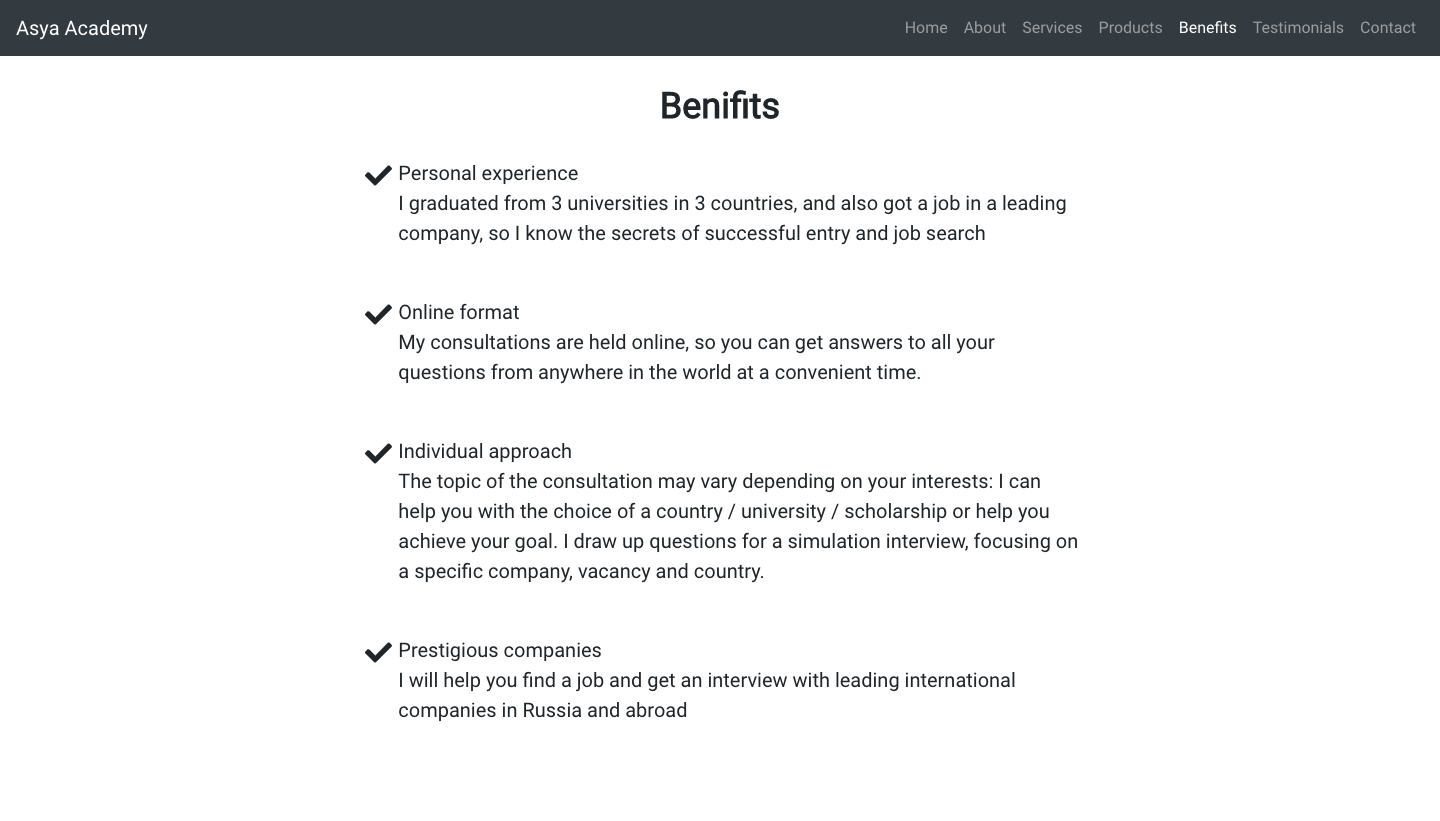 Asya Academy
Home About Services Products Benefits Testimonials Contact
Benifits
Personal experience
I graduated from 3 universities in 3 countries, and also got a job in a leading
company, so I know the secrets of successful entry and job search
Online format
My consultations are held online, so you can get answers to all your
questions from anywhere in the world at a convenient time.
Individual approach
The topic of the consultation may vary depending on your interests: I can
help you with the choice of a country / university / scholarship or help you
achieve your goal. I draw up questions for a simulation interview, focusing on
a specific company, vacancy and country.
Prestigious companies
I will help you find a job and get an interview with leading international
companies in Russia and abroad